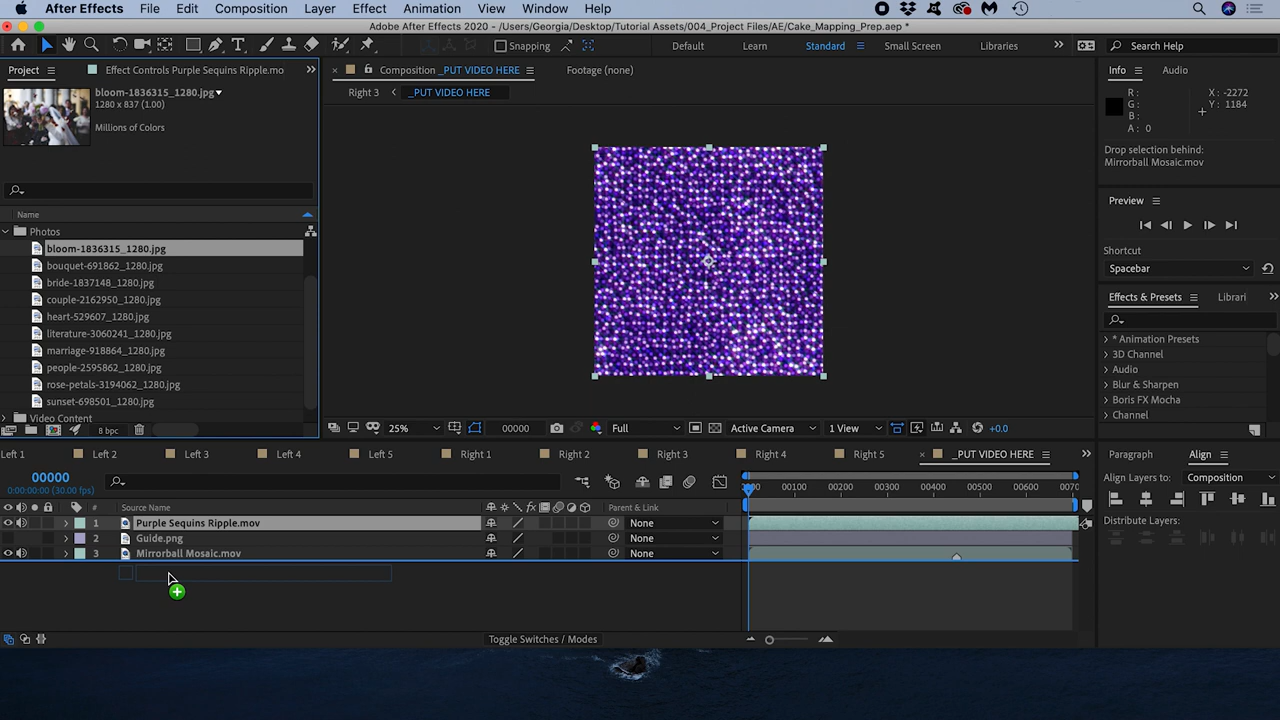 After Effects File Edit Composition Layer Effect Animation View Window Help
Adobe After Effects 2020 - /Users/Georgia/Desktop/Tutorial Assets/004_Project Files/AE/Cake_Mapping_Prep.aep *
Snapping Default Learn Standard Small Screen Libraries Search Help
Project Effect Controls Purple Sequins Ripple.mo Composition _PUT VIDEO HERE Footage (none) Info Audio
bloom-1836315_1280.jpg
1280 x 837 (1.00)
Millions of Colors
Right 3 _PUT VIDEO HERE
R :
G :
B :
A : 0
X : -2272
Y : 1184
Drop selection behind:
Mirrorball Mosaic.mov
Preview
Shortcut
Spacebar
Effects & Presets Librari
* Animation Presets
3D Channel
Audio
Blur & Sharpen
Boris FX Mocha
Channel
Name
Photos
bloom-1836315_1280.jpg
bouquet-691862_1280.jpg
bride-1837148_1280.jpg
couple-2162950_1280.jpg
heart-529607_1280.jpg
literature-3060241_1280.jpg
marriage-918864_1280.jpg
people-2595862_1280.jpg
rose-petals-3194062_1280.jpg
sunset-698501_1280.jpg
Video Content
8 bpc
25% 00000 Full Active Camera 1 View +0.0
Left 1 Left 2 Left 3 Left 4 Left 5 Right 1 Right 2 Right 3 Right 4 Right 5 _PUT VIDEO HERE
Paragraph Align
00000
0:00:00:00 (30.00 fps)
00100 00200 00300 00400 00500 00600
Align Layers to: Composition
# Source Name Parent & Link
1 Purple Sequins Ripple.mov None
2 Guide.png None
3 Mirrorball Mosaic.mov None
Distribute Layers:
Toggle Switches / Modes